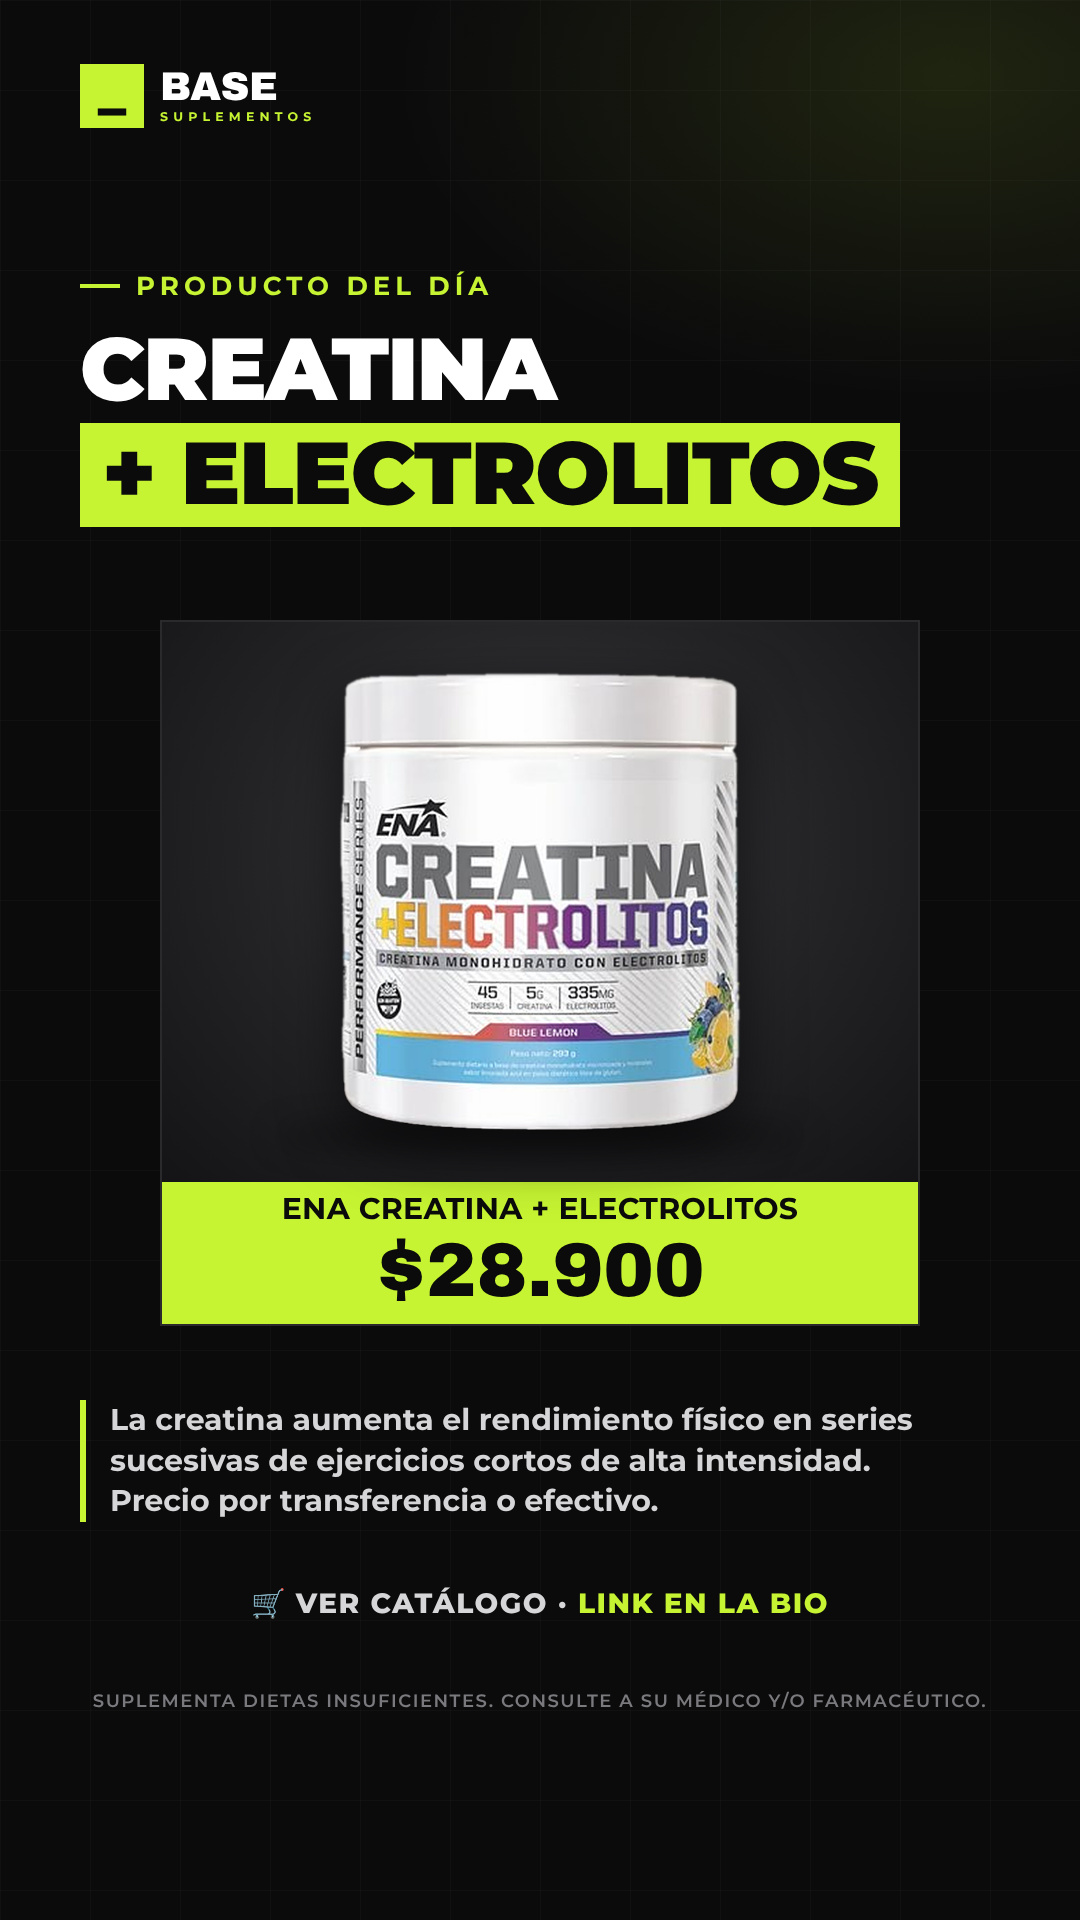 BASE
SUPLEMENTOS
PRODUCTO DEL DÍA
CREATINA
+ ELECTROLITOS
ENA
CREATINA
+ELECTROLITOS
CREATINA MONOHIDRATO CON ELECTROLITOS
PERFORMANCE SERIES
45 INGESTAS
5G CREATINA
335MG ELECTROLITOS
BLUE LEMON
Peso neto: 293 g
ENA CREATINA + ELECTROLITOS
$28.900
La creatina aumenta el rendimiento físico en series
sucesivas de ejercicios cortos de alta intensidad.
Precio por transferencia o efectivo.
VER CATÁLOGO · LINK EN LA BIO
SUPLEMENTA DIETAS INSUFICIENTES. CONSULTE A SU MÉDICO Y/O FARMACÉUTICO.